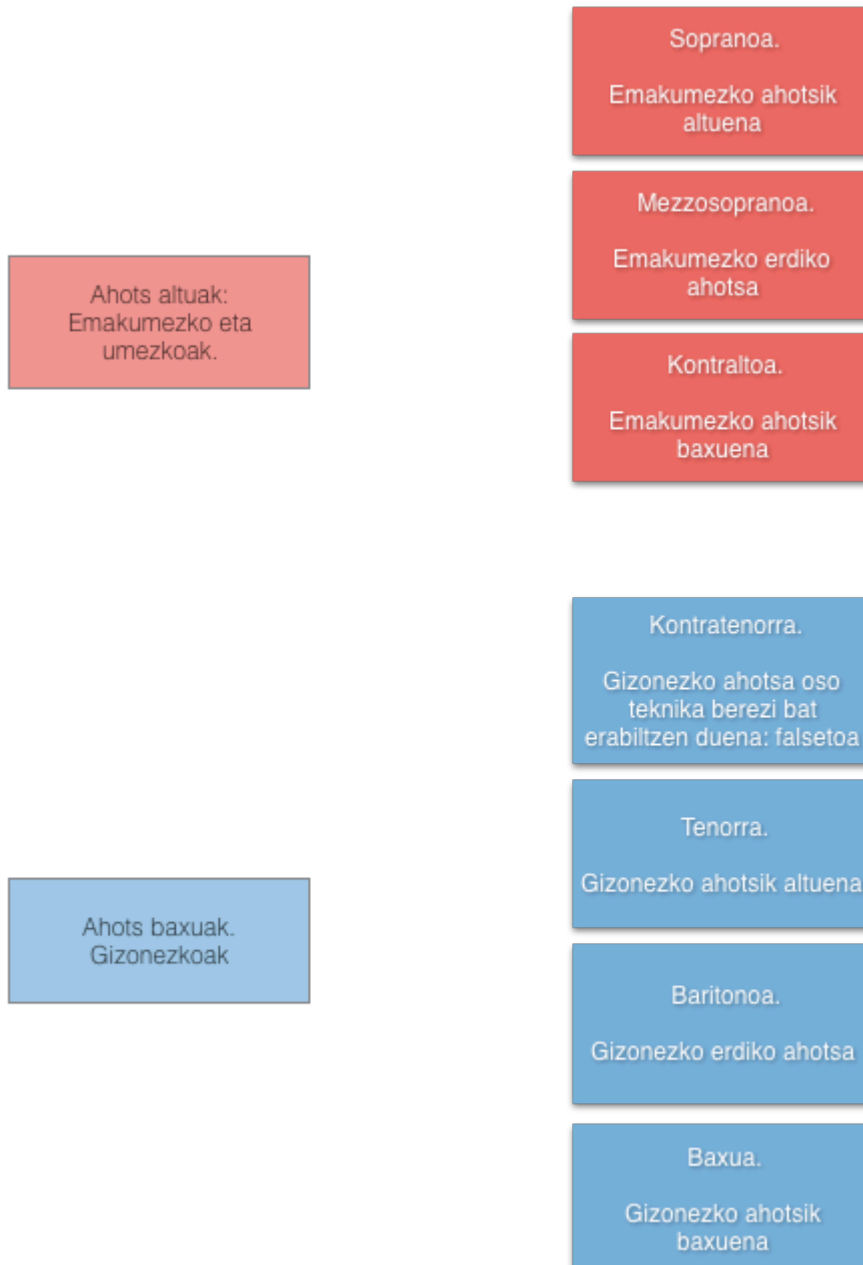 Sopranoa.
Emakumezko ahotsik
altuena
Mezzosopranoa.
Emakumezko erdiko
ahotsa
Ahots altuak:
Emakumezko eta
umezkoak.
Kontraltoa.
Emakumezko ahotsik
baxuena
Kontratenorra.
Gizonezko ahotsa oso
teknika berezi bat
erabiltzen duena: falsetoa
Tenorra.
Gizonezko ahotsik altuena
Ahots baxuak.
Gizonezkoak
Baritonoa.
Gizonezko erdiko ahotsa
Baxua.
Gizonezko ahotsik
baxuena